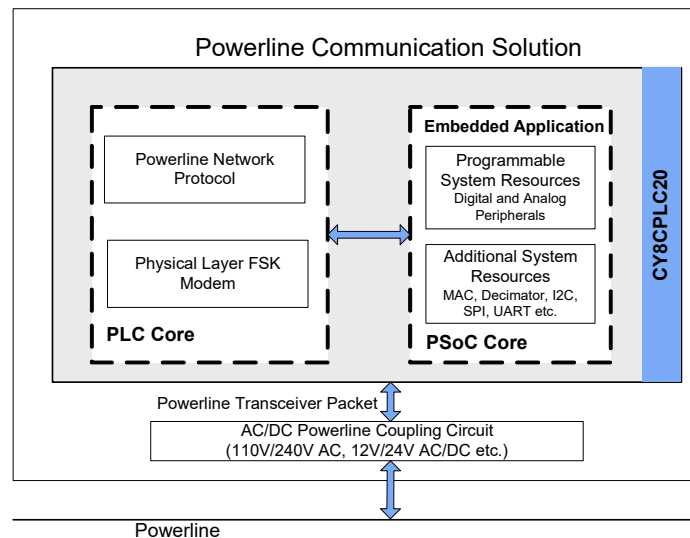 Powerline Communication Solution
Powerline Network
Protocol
Physical Layer FSK
Modem
PLC Core
Embedded Application
Programmable
System Resources
Digital and Analog
Peripherals
Additional System
Resources
MAC, Decimator, I2C,
SPI, UART etc.
PSoC Core
CY8CPLC20
Powerline Transceiver Packet
AC/DC Powerline Coupling Circuit
(110V/240V AC, 12V/24V AC/DC etc.)
Powerline